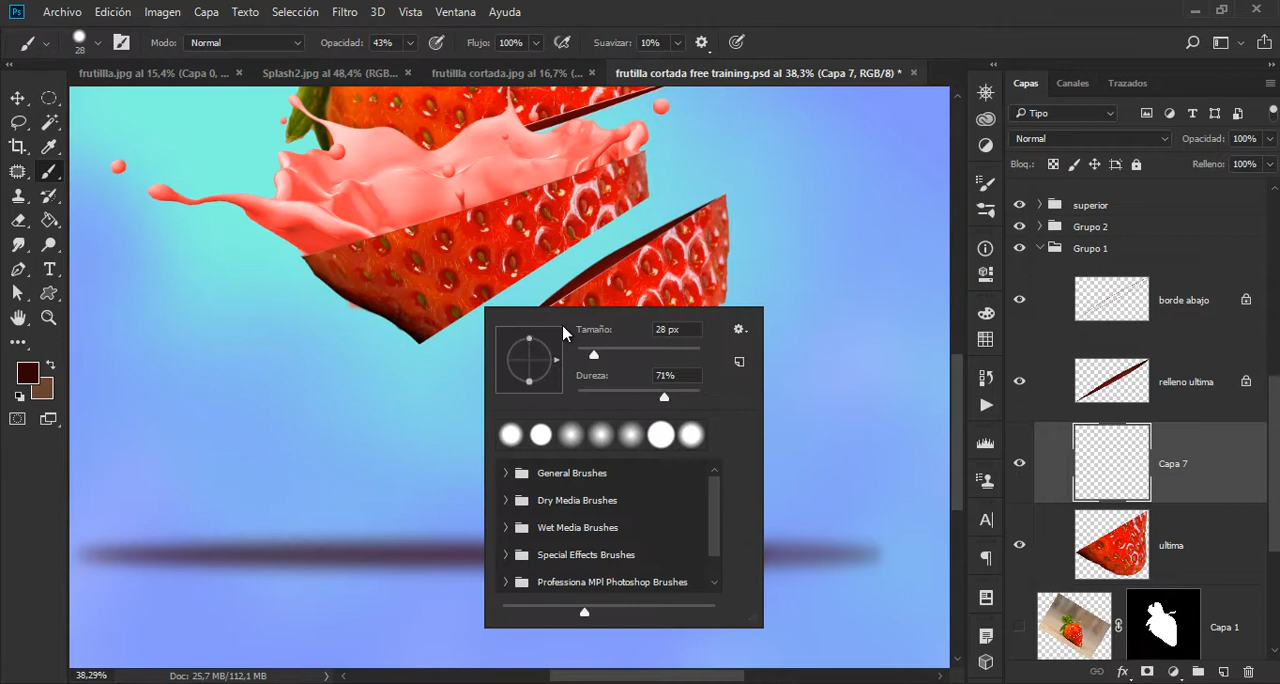 Ps Archivo Edición Imagen Capa Texto Selección Filtro 3D Vista Ventana Ayuda
28 Modo: Normal Opacidad: 43% Flujo: 100% Suavizar: 10%
frutillla.jpg al 15,4% (Capa 0, ... × Splash2.jpg al 48,4% (RGB... × frutillla cortada.jpg al 16,7% (... × frutilla cortada free training.psd al 38,3% (Capa 7, RGB/8) * ×
Capas Canales Trazados
Tipo
Normal Opacidad: 100%
Bloq.: Relleno: 100%
superior
Grupo 2
Grupo 1
borde abajo
relleno ultima
Capa 7
ultima
Capa 1
Tamaño: 28 px
Dureza: 71%
General Brushes
Dry Media Brushes
Wet Media Brushes
Special Effects Brushes
Professiona MPl Photoshop Brushes
38,29% Doc: 25,7 MB/112,1 MB